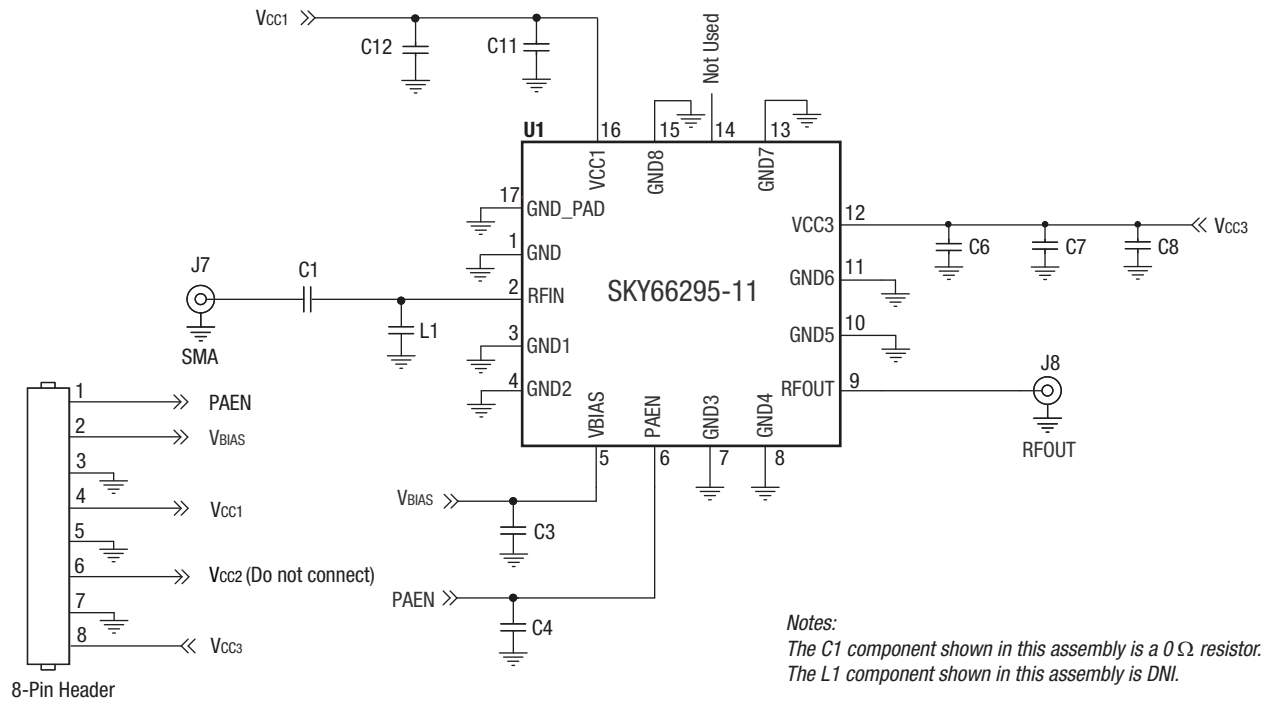 VCC1
C12
C11
Not Used
U1
16
15
14
13
VCC1
GND8
GND7
17
GND_PAD
1
GND
2
RFIN
3
GND1
4
GND2
SKY66295-11
VCC3
12
GND6
11
GND5
10
RFOUT
9
VBIAS
PAEN
GND3
GND4
5
6
7
8
C6
C7
C8
VCC3
J7
SMA
C1
L1
J8
RFOUT
1
PAEN
2
VBIAS
3
4
VCC1
5
6
VCC2 (Do not connect)
7
8
VCC3
8-Pin Header
VBIAS
C3
PAEN
C4
Notes:
The C1 component shown in this assembly is a 0 Ω resistor.
The L1 component shown in this assembly is DNI.